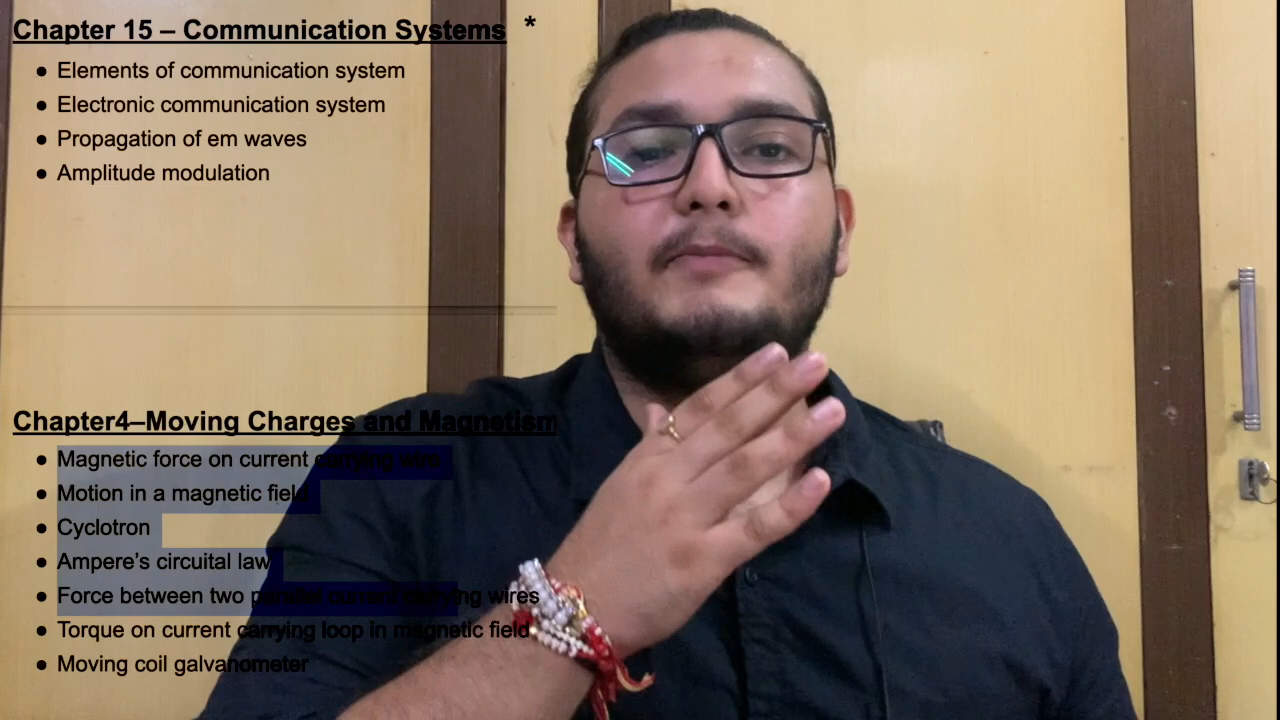 Chapter 15 – Communication Systems *
● Elements of communication system
● Electronic communication system
● Propagation of em waves
● Amplitude modulation
Chapter4–Moving Charges and Magnetism
● Magnetic force on current carrying wire
● Motion in a magnetic field
● Cyclotron
● Ampere’s circuital law
● Force between two parallel current carrying wires
● Torque on current carrying loop in magnetic field
● Moving coil galvanometer